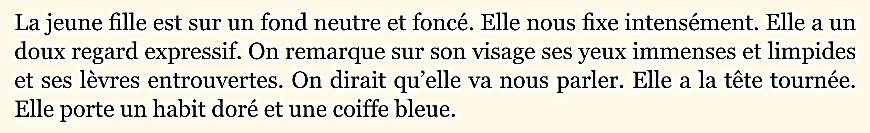 La jeune fille est sur un fond neutre et foncé. Elle nous fixe intensément. Elle a un
doux regard expressif. On remarque sur son visage ses yeux immenses et limpides
et ses lèvres entrouvertes. On dirait qu’elle va nous parler. Elle a la tête tournée.
Elle porte un habit doré et une coiffe bleue.